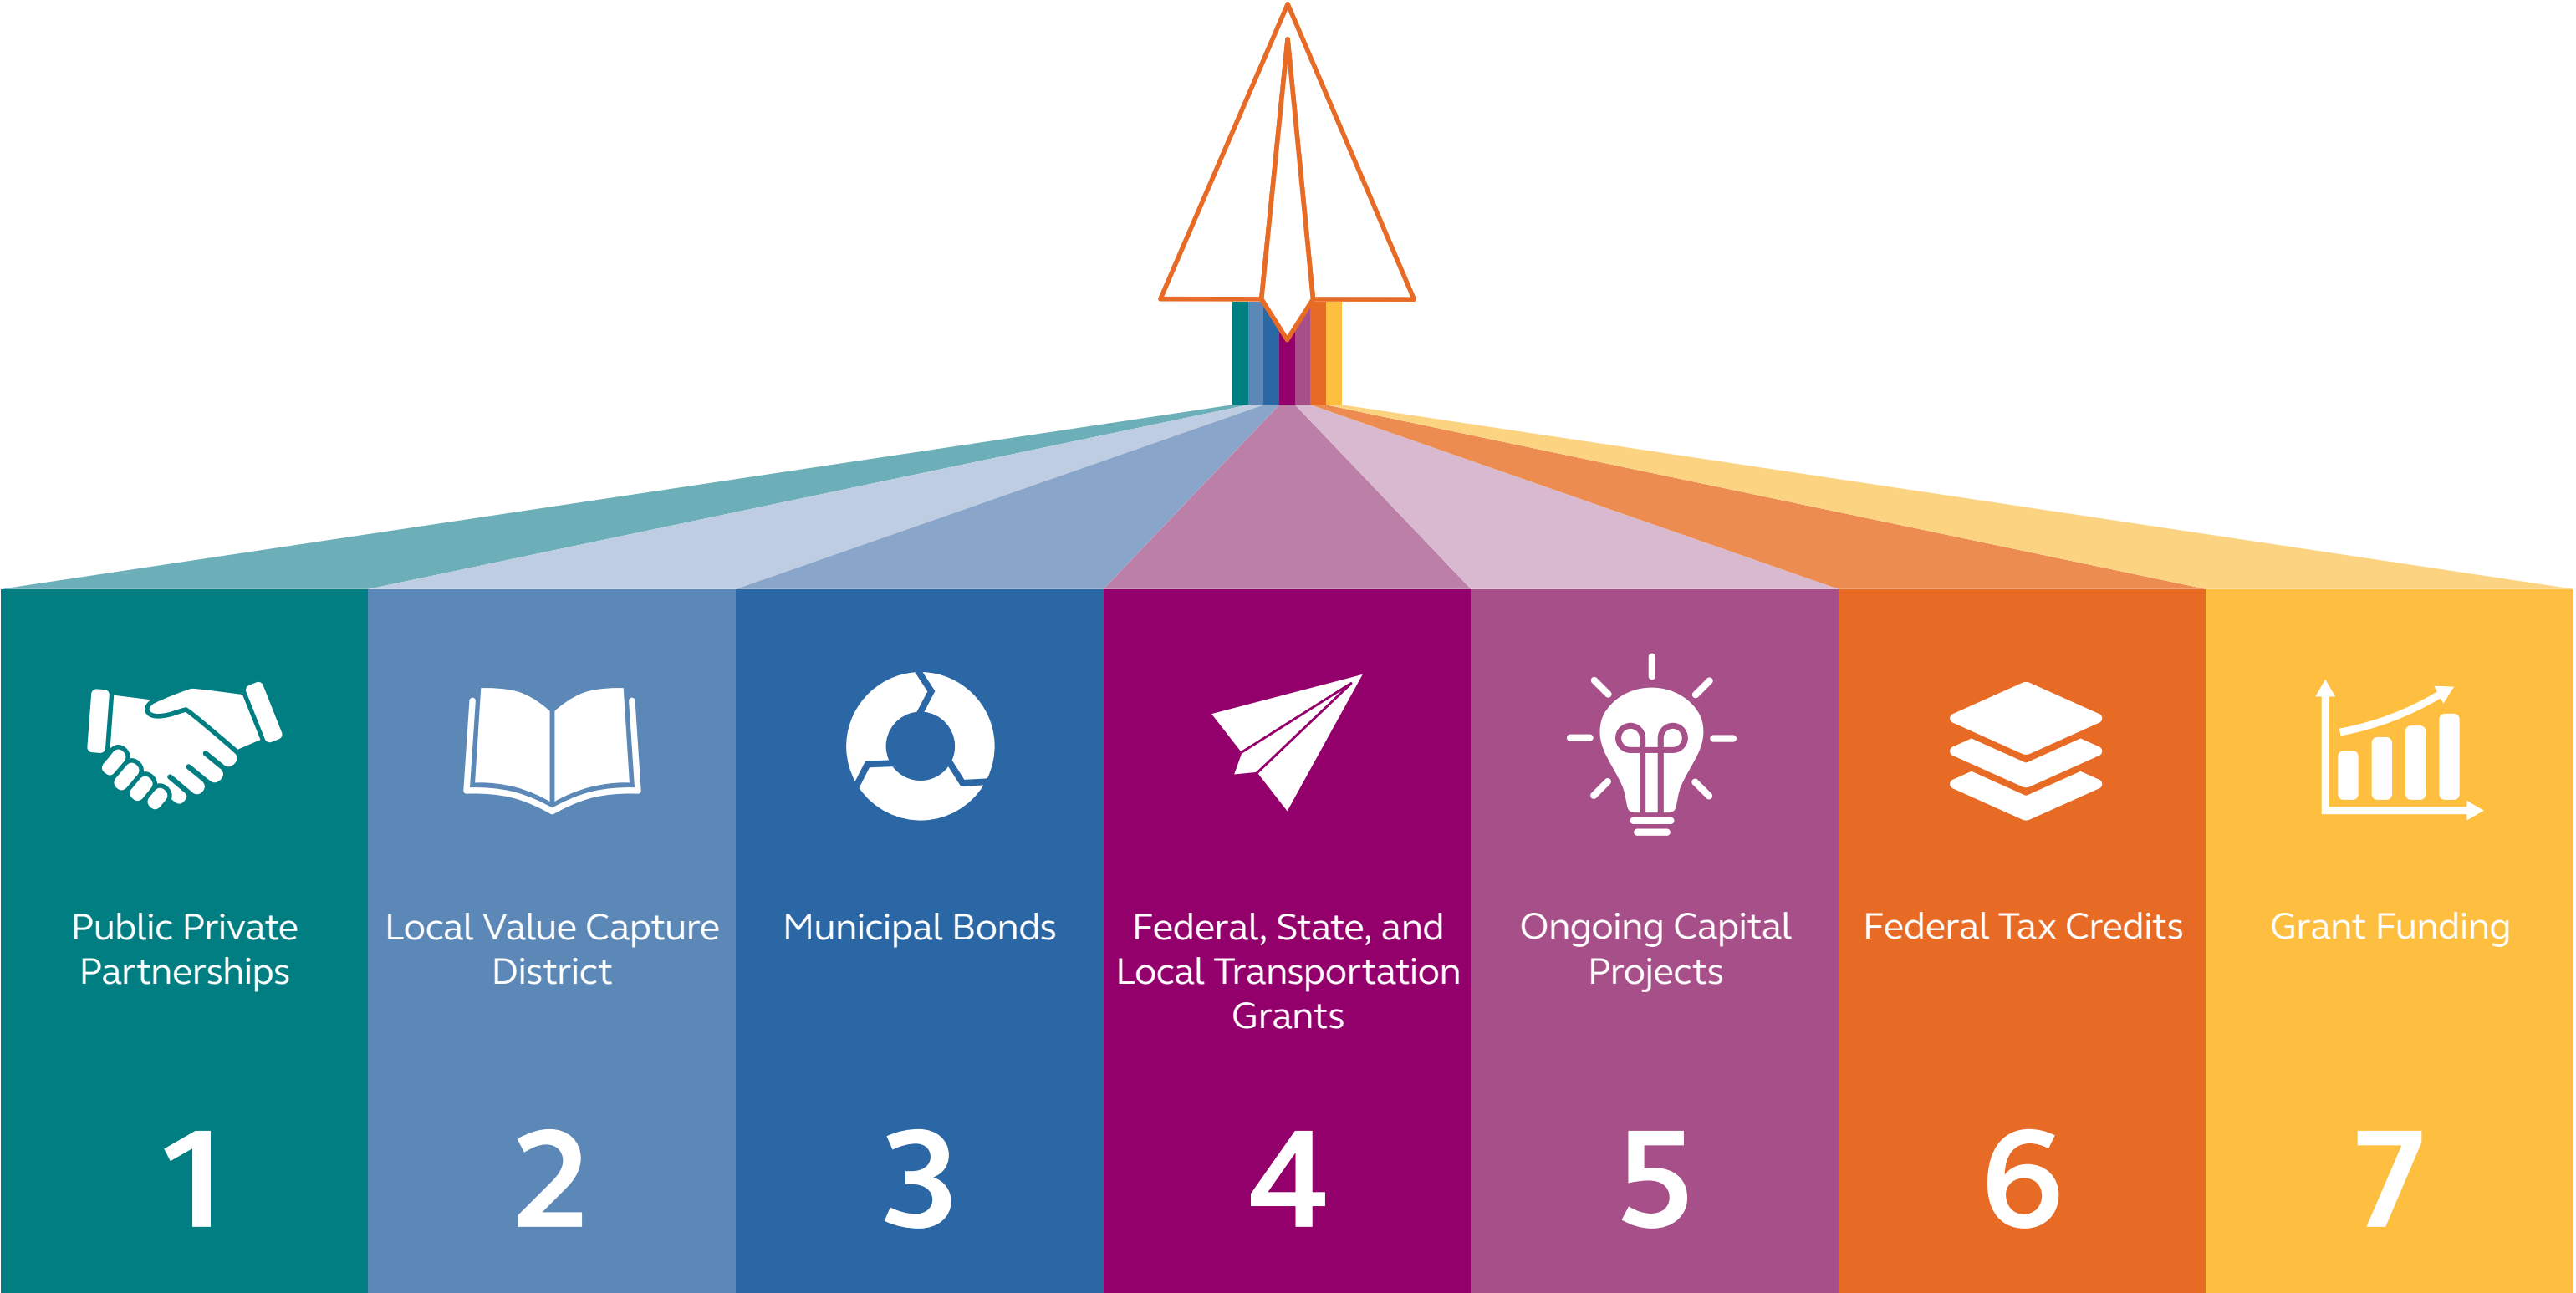 Public Private
Partnerships
1
Local Value Capture
District
2
Municipal Bonds
3
Federal, State, and
Local Transportation
Grants
4
Ongoing Capital
Projects
5
Federal Tax Credits
6
Grant Funding
7